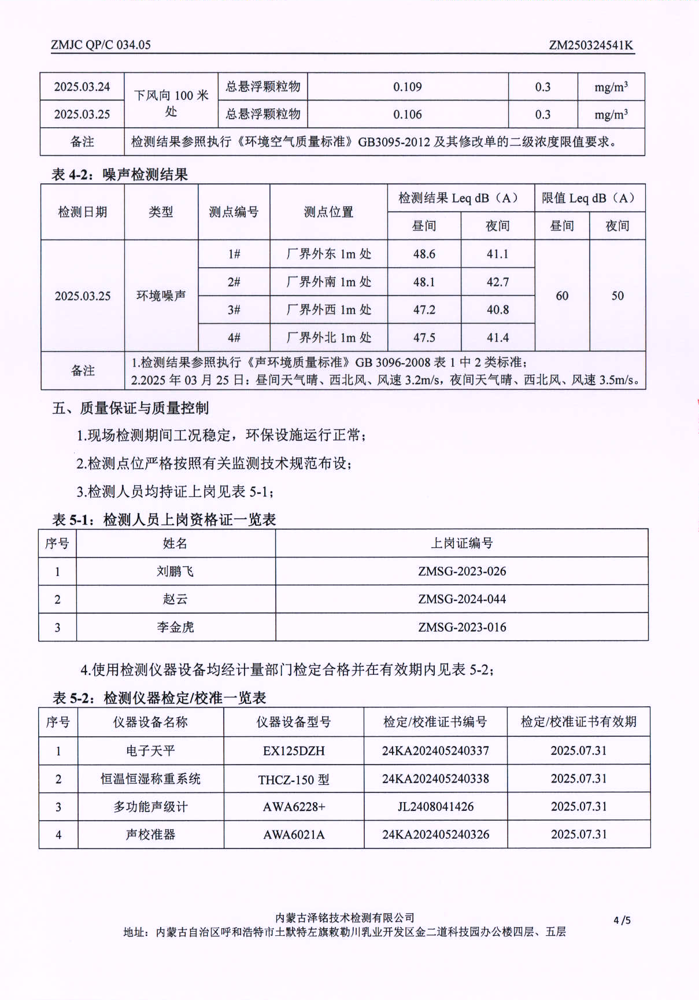 ZMJC QP/C 034.05 ZM250324541K
2025.03.24 下风向 100 米处 总悬浮颗粒物 0.109 0.3 mg/m³
2025.03.25 总悬浮颗粒物 0.106 0.3 mg/m³
备注 检测结果参照执行《环境空气质量标准》GB3095-2012 及其修改单的二级浓度限值要求。
表 4-2：噪声检测结果
检测日期 类型 测点编号 测点位置 检测结果 Leq dB（A） 限值 Leq dB（A）
昼间 夜间 昼间 夜间
2025.03.25 环境噪声 1# 厂界外东 1m 处 48.6 41.1 60 50
2# 厂界外南 1m 处 48.1 42.7
3# 厂界外西 1m 处 47.2 40.8
4# 厂界外北 1m 处 47.5 41.4
备注 1.检测结果参照执行《声环境质量标准》GB 3096-2008 表 1 中 2 类标准；
2.2025 年 03 月 25 日：昼间天气晴、西北风、风速 3.2m/s，夜间天气晴、西北风、风速 3.5m/s。
五、质量保证与质量控制
1.现场检测期间工况稳定，环保设施运行正常；
2.检测点位严格按照有关监测技术规范布设；
3.检测人员均持证上岗见表 5-1；
表 5-1：检测人员上岗资格证一览表
序号 姓名 上岗证编号
1 刘鹏飞 ZMSG-2023-026
2 赵云 ZMSG-2024-044
3 李金虎 ZMSG-2023-016
4.使用检测仪器设备均经计量部门检定合格并在有效期内见表 5-2；
表 5-2：检测仪器检定/校准一览表
序号 仪器设备名称 仪器设备型号 检定/校准证书编号 检定/校准证书有效期
1 电子天平 EX125DZH 24KA202405240337 2025.07.31
2 恒温恒湿称重系统 THCZ-150 型 24KA202405240338 2025.07.31
3 多功能声级计 AWA6228+ JL2408041426 2025.07.31
4 声校准器 AWA6021A 24KA202405240326 2025.07.31
内蒙古泽铭技术检测有限公司 4 /5
地址：内蒙古自治区呼和浩特市土默特左旗敕勒川乳业开发区金二道科技园办公楼四层、五层